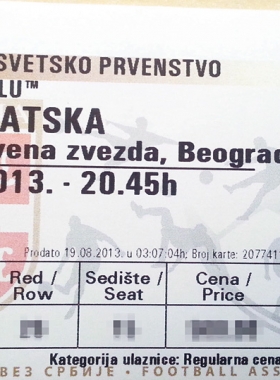 SVETSKO PRVENSTVO
LU™
ATSKA
vena zvezda, Beograd
013. - 20.45h
Prodato 19.08.2013. u 03:07:04h; Broj karte: 207741
Red / Sedište / Cena /
Row Seat Price
Kategorija ulaznice: Regularna cena
ВЕЗ СРБИЈЕ • FOOTBALL ASS